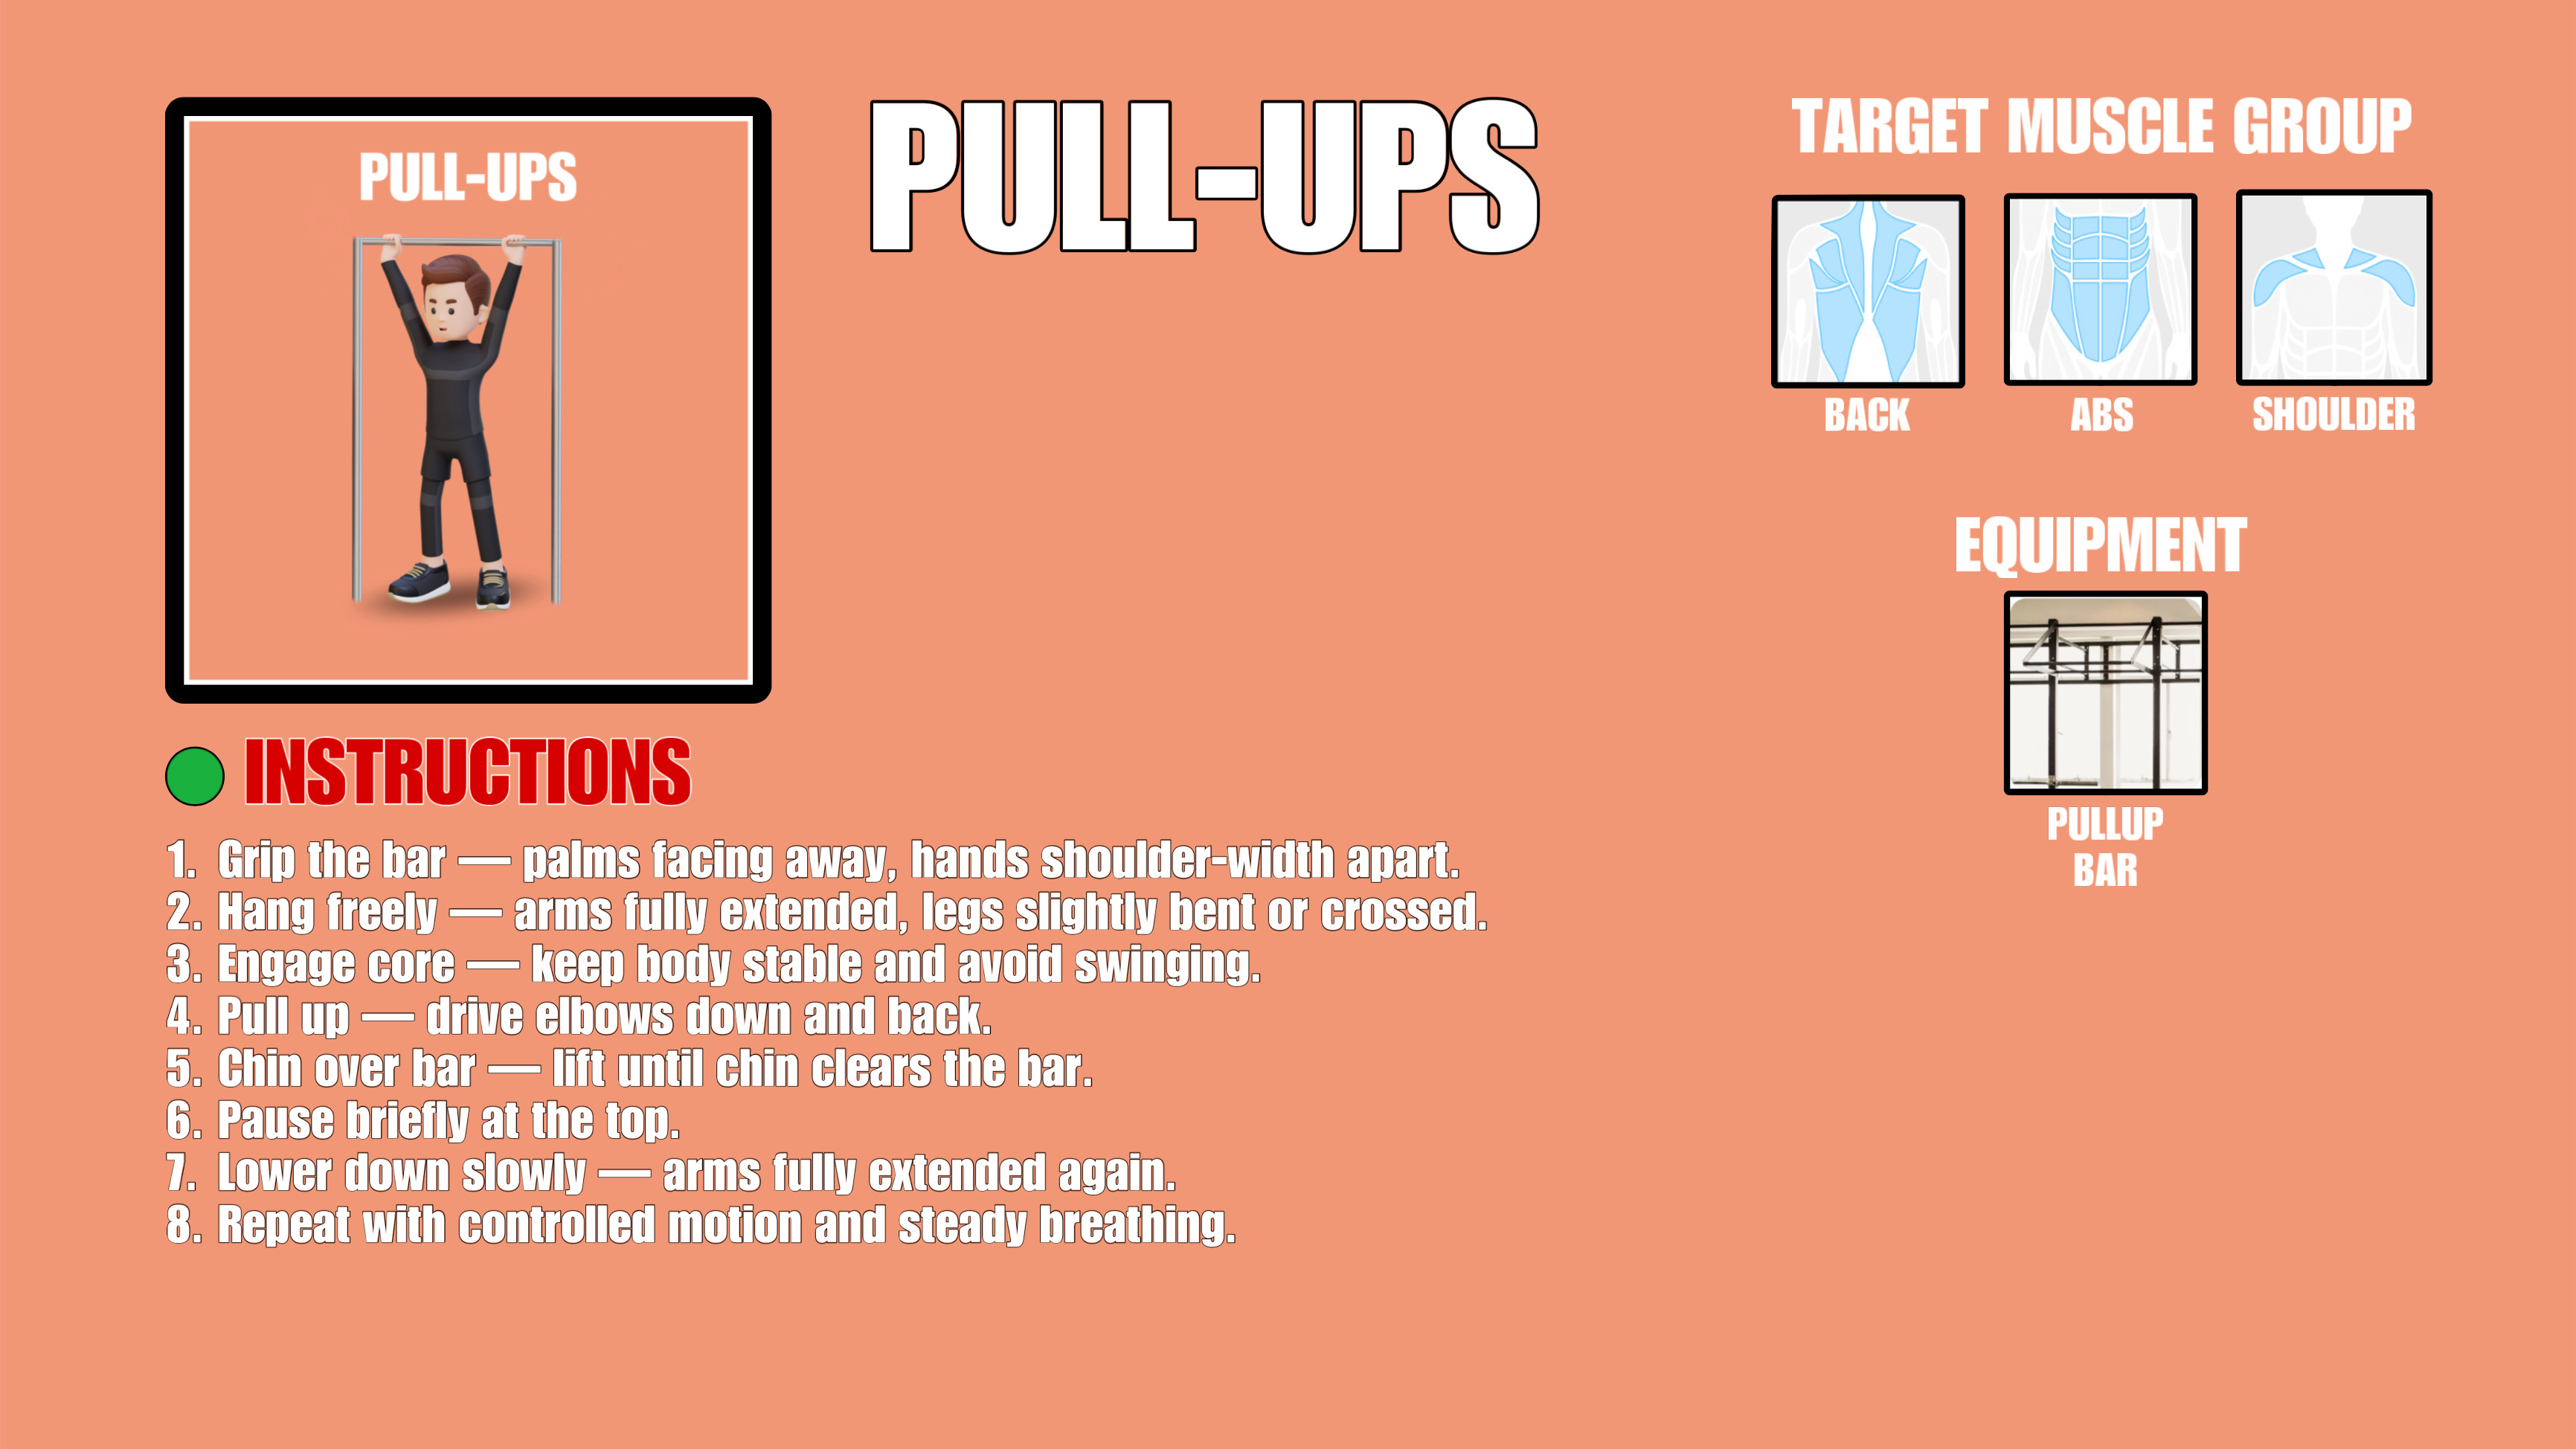 PULL-UPS
PULL-UPS
TARGET MUSCLE GROUP
BACK
ABS
SHOULDER
EQUIPMENT
PULLUP
BAR
INSTRUCTIONS
1. Grip the bar — palms facing away, hands shoulder-width apart.
2. Hang freely — arms fully extended, legs slightly bent or crossed.
3. Engage core — keep body stable and avoid swinging.
4. Pull up — drive elbows down and back.
5. Chin over bar — lift until chin clears the bar.
6. Pause briefly at the top.
7. Lower down slowly — arms fully extended again.
8. Repeat with controlled motion and steady breathing.